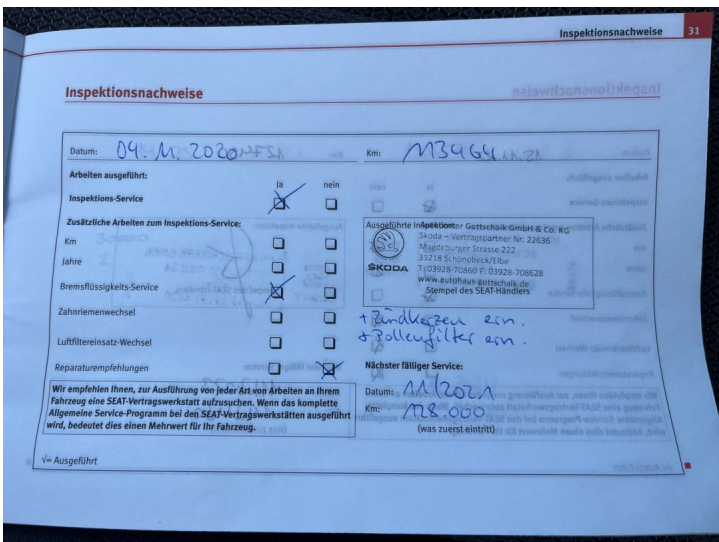 Inspektionsnachweise 31
Inspektionsnachweise
Datum: 04. 11. 2020 Km: 113464
Arbeiten ausgeführt:
Ja nein
Inspektions-Service
Zusätzliche Arbeiten zum Inspektions-Service:
Ausgeführte Inspektion:
Autocenter Gottschalk GmbH & Co. KG
Skoda – Vertragspartner Nr. 22636
Magdeburger Strasse 222
39218 Schönebeck/Elbe
T: 03928-70860 F: 03928-708628
www.autohaus-gottschalk.de
ŠKODA
Stempel des SEAT-Händlers
Km
Jahre
Bremsflüssigkeits-Service
Zahnriemenwechsel
+ Zündkerzen ern.
+ Pollenfilter ern.
Luftfiltereinsatz-Wechsel
Reparaturempfehlungen
Nächster fälliger Service:
Datum: 11/2021
Km: 128.000
(was zuerst eintritt)
Wir empfehlen Ihnen, zur Ausführung von jeder Art von Arbeiten an Ihrem
Fahrzeug eine SEAT-Vertragswerkstatt aufzusuchen. Wenn das komplette
Allgemeine Service-Programm bei den SEAT-Vertragswerkstätten ausgeführt
wird, bedeutet dies einen Mehrwert für Ihr Fahrzeug.
√= Ausgeführt